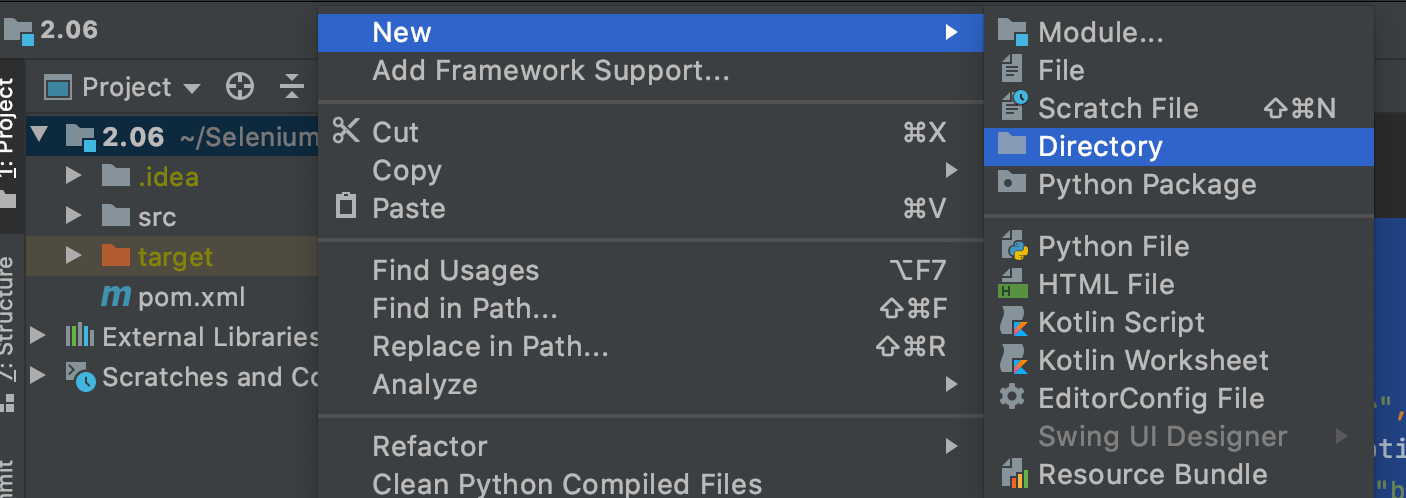 2.06
Project
1: Project
2.06 ~/Selenium
.idea
src
target
pom.xml
External Libraries
Scratches and Co
Structure
New
Add Framework Support...
Cut ⌘X
Copy
Paste ⌘V
Find Usages ⌥F7
Find in Path... ⇧⌘F
Replace in Path... ⇧⌘R
Analyze
Refactor
Clean Python Compiled Files
Module...
File
Scratch File ⇧⌘N
Directory
Python Package
Python File
HTML File
Kotlin Script
Kotlin Worksheet
EditorConfig File
Swing UI Designer
Resource Bundle